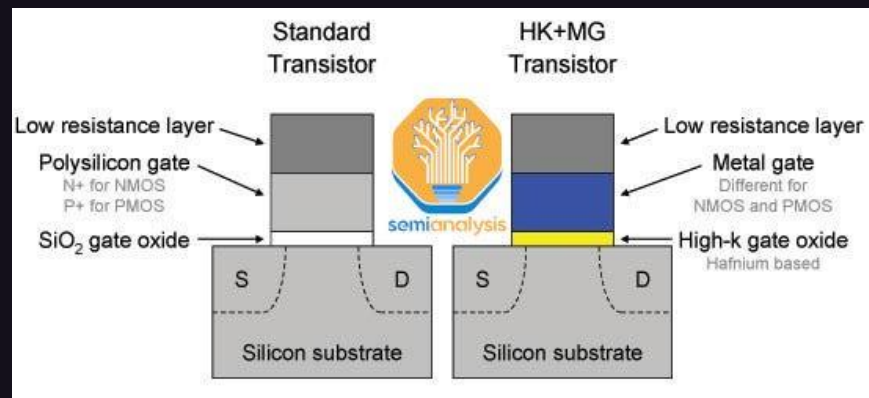 Standard
Transistor
HK+MG
Transistor
Low resistance layer
Polysilicon gate
N+ for NMOS
P+ for PMOS
SiO₂ gate oxide
semianalysis
Low resistance layer
Metal gate
Different for
NMOS and PMOS
High-k gate oxide
Hafnium based
S
D
Silicon substrate
S
D
Silicon substrate